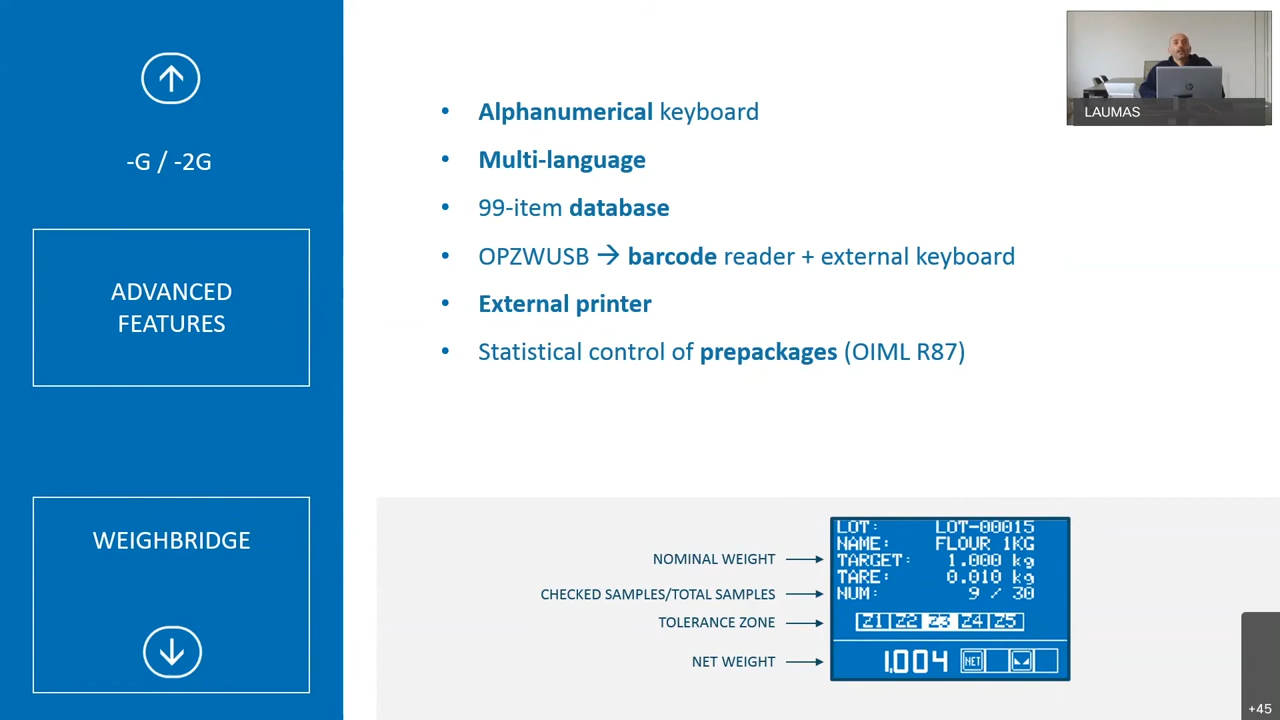 -G / -2G
ADVANCED
FEATURES
WEIGHBRIDGE
• Alphanumerical keyboard
• Multi-language
• 99-item database
• OPZWUSB → barcode reader + external keyboard
• External printer
• Statistical control of prepackages (OIML R87)
LAUMAS
NOMINAL WEIGHT
CHECKED SAMPLES/TOTAL SAMPLES
TOLERANCE ZONE
NET WEIGHT
LOT: LOT-00015
NAME: FLOUR 1KG
TARGET: 1.000 kg
TARE: 0.010 kg
NUM: 9 / 30
Z1 Z2 Z3 Z4 Z5
1.004 NET
+45